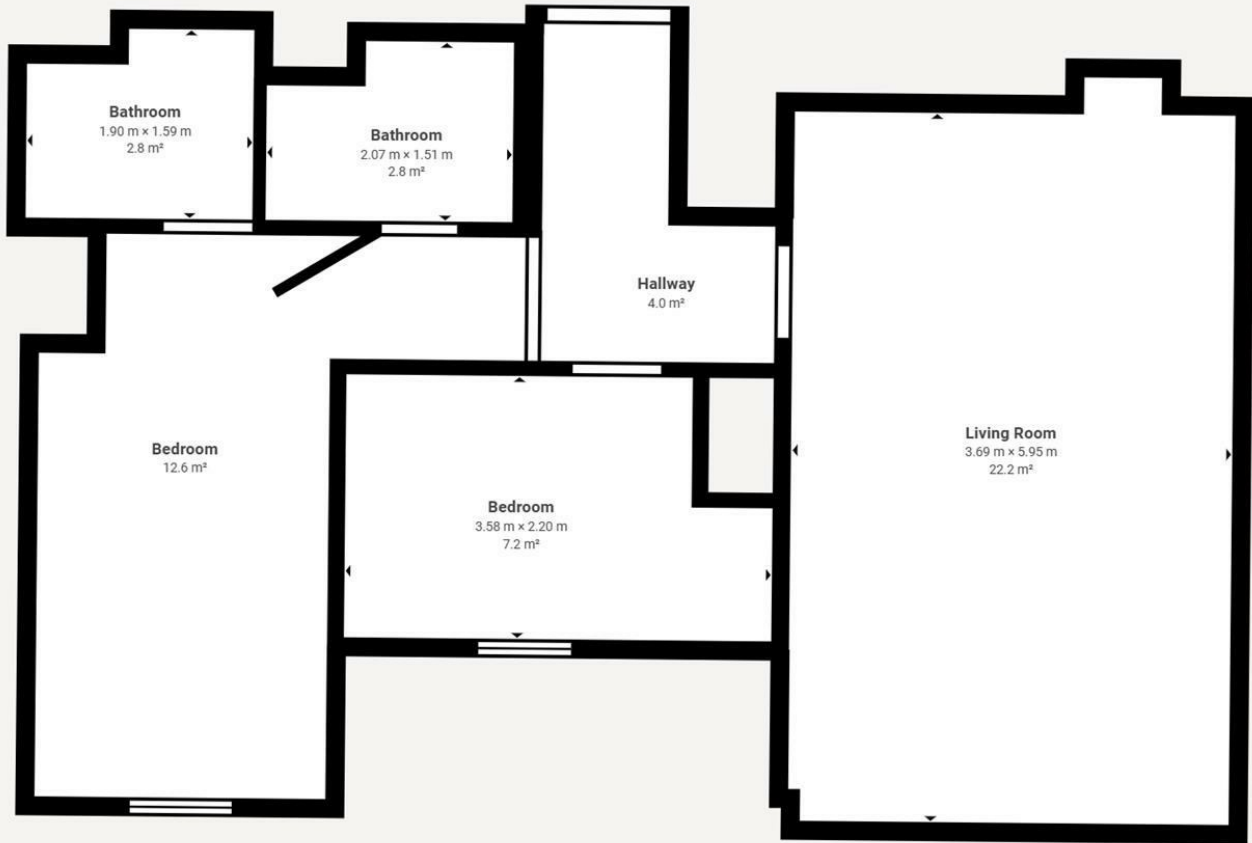 Bathroom
1.90 m × 1.59 m
2.8 m²
Bathroom
2.07 m × 1.51 m
2.8 m²
Hallway
4.0 m²
Living Room
3.69 m × 5.95 m
22.2 m²
Bedroom
12.6 m²
Bedroom
3.58 m × 2.20 m
7.2 m²